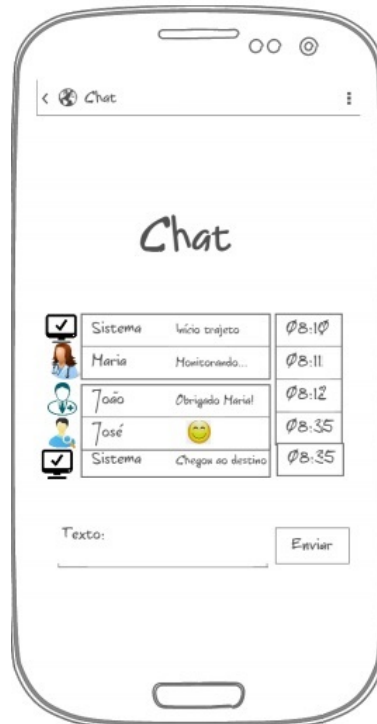 Chat
Chat
Sistema Início trajeto 08:10
Maria Monitorando... 08:11
João Obrigado Maria! 08:12
José 08:35
Sistema Chegou ao destino 08:35
Texto:
Enviar